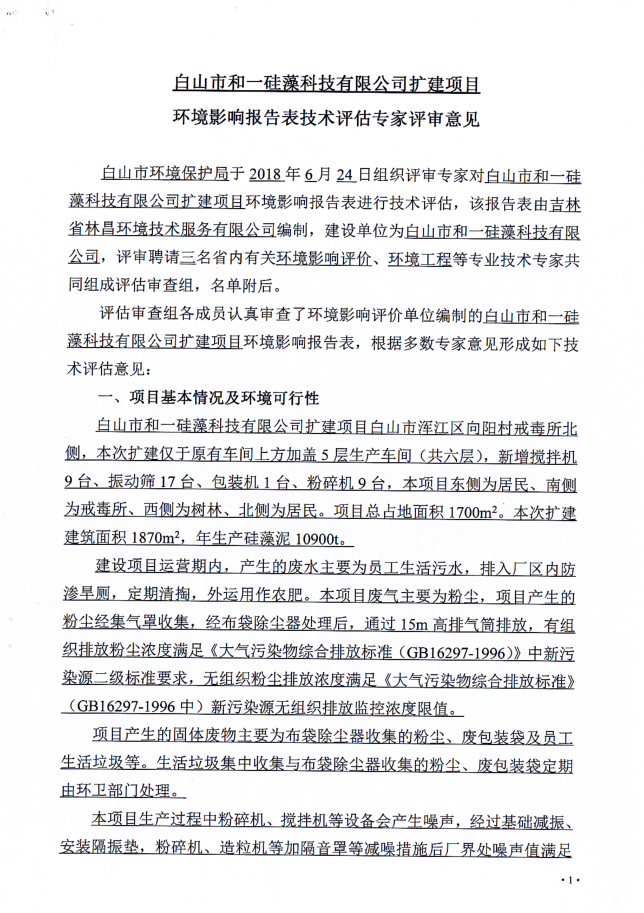 白山市和一硅藻科技有限公司扩建项目
环境影响报告表技术评估专家评审意见
白山市环境保护局于 2018 年 6 月 24 日组织评审专家对白山市和一硅
藻科技有限公司扩建项目环境影响报告表进行技术评估，该报告表由吉林
省林昌环境技术服务有限公司编制，建设单位为白山市和一硅藻科技有限
公司，评审聘请三名省内有关环境影响评价、环境工程等专业技术专家共
同组成评估审查组，名单附后。
评估审查组各成员认真审查了环境影响评价单位编制的白山市和一硅
藻科技有限公司扩建项目环境影响报告表，根据多数专家意见形成如下技
术评估意见：
一、项目基本情况及环境可行性
白山市和一硅藻科技有限公司扩建项目白山市浑江区向阳村戒毒所北
侧，本次扩建仅于原有车间上方加盖 5 层生产车间（共六层），新增搅拌机
9 台、振动筛 17 台、包装机 1 台、粉碎机 9 台，本项目东侧为居民、南侧
为戒毒所、西侧为树林、北侧为居民。项目总占地面积 1700m²。本次扩建
建筑面积 1870m²，年生产硅藻泥 10900t。
建设项目运营期内，产生的废水主要为员工生活污水，排入厂区内防
渗旱厕，定期清掏，外运用作农肥。本项目废气主要为粉尘，项目产生的
粉尘经集气罩收集，经布袋除尘器处理后，通过 15m 高排气筒排放，有组
织排放粉尘浓度满足《大气污染物综合排放标准（GB16297-1996）》中新污
染源二级标准要求，无组织粉尘排放浓度满足《大气污染物综合排放标准》
（GB16297-1996 中）新污染源无组织排放监控浓度限值。
项目产生的固体废物主要为布袋除尘器收集的粉尘、废包装袋及员工
生活垃圾等。生活垃圾集中收集与布袋除尘器收集的粉尘、废包装袋定期
由环卫部门处理。
本项目生产过程中粉碎机、搅拌机等设备会产生噪声，经过基础减振、
安装隔振垫，粉碎机、造粒机等加隔音罩等减噪措施后厂界处噪声值满足
·1·